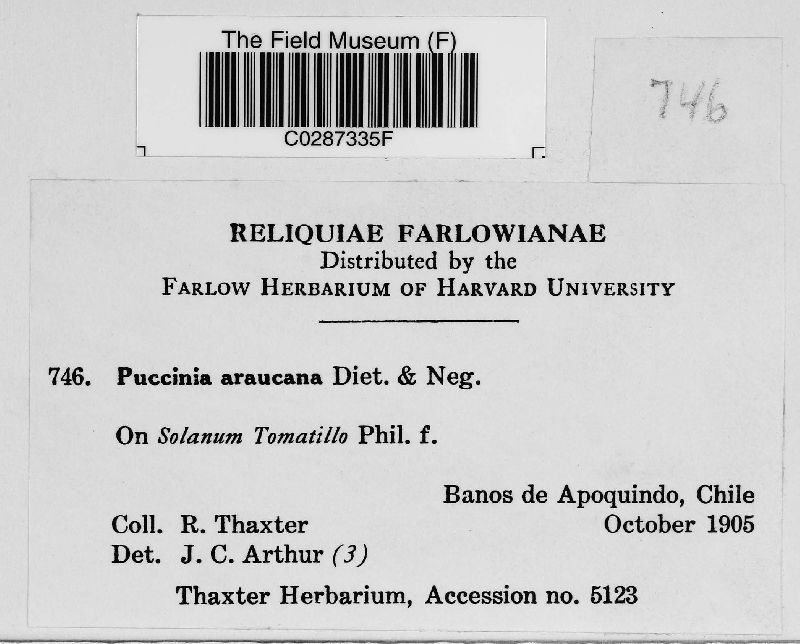 The Field Museum (F)
C0287335F
746
RELIQUIAE FARLOWIANAE
Distributed by the
FARLOW HERBARIUM OF HARVARD UNIVERSITY
746. Puccinia araucana Diet. & Neg.
On Solanum Tomatillo Phil. f.
Banos de Apoquindo, Chile
Coll. R. Thaxter October 1905
Det. J. C. Arthur (3)
Thaxter Herbarium, Accession no. 5123